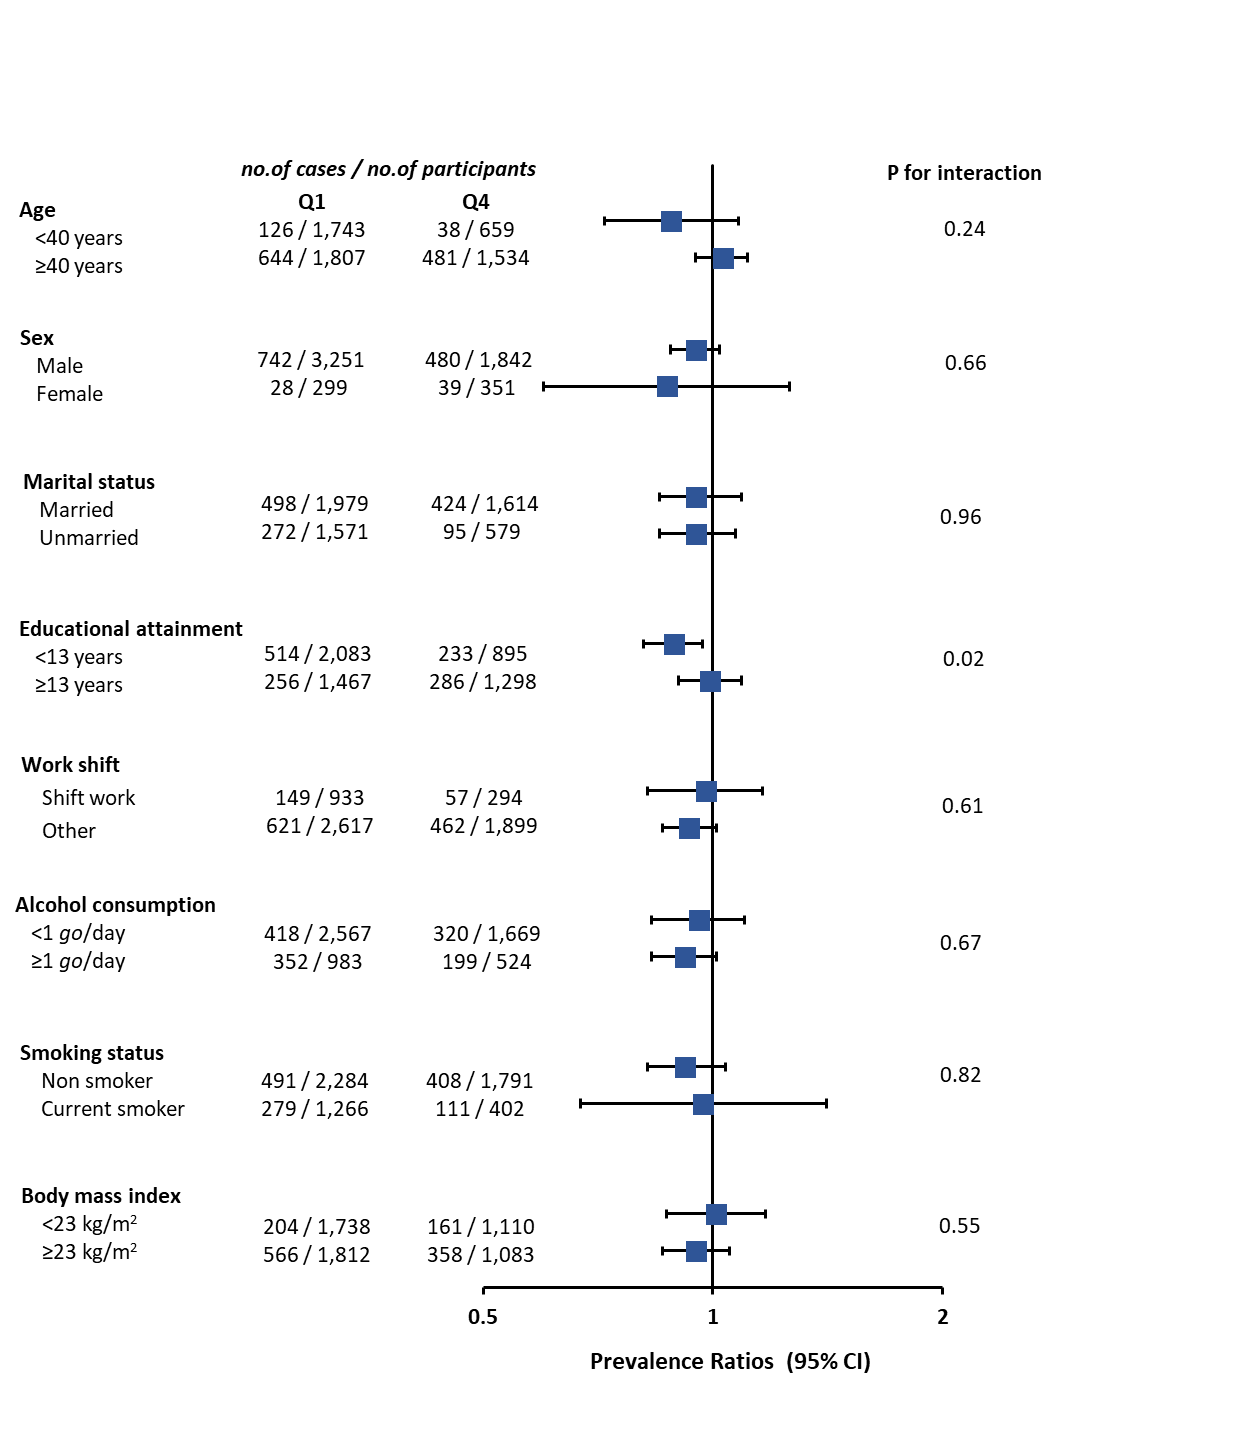 no.of cases / no.of participants
P for interaction
Q1 Q4
Age
<40 years 126 / 1,743 38 / 659 0.24
≥40 years 644 / 1,807 481 / 1,534
Sex
Male 742 / 3,251 480 / 1,842 0.66
Female 28 / 299 39 / 351
Marital status
Married 498 / 1,979 424 / 1,614 0.96
Unmarried 272 / 1,571 95 / 579
Educational attainment
<13 years 514 / 2,083 233 / 895 0.02
≥13 years 256 / 1,467 286 / 1,298
Work shift
Shift work 149 / 933 57 / 294 0.61
Other 621 / 2,617 462 / 1,899
Alcohol consumption
<1 go/day 418 / 2,567 320 / 1,669 0.67
≥1 go/day 352 / 983 199 / 524
Smoking status
Non smoker 491 / 2,284 408 / 1,791 0.82
Current smoker 279 / 1,266 111 / 402
Body mass index
<23 kg/m² 204 / 1,738 161 / 1,110 0.55
≥23 kg/m² 566 / 1,812 358 / 1,083
0.5 1 2
Prevalence Ratios (95% CI)